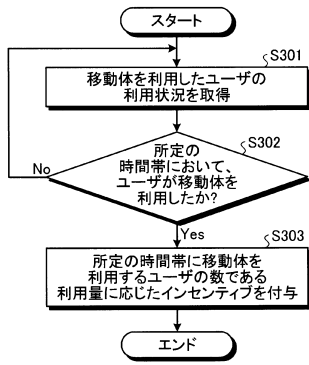 スタート
S301
移動体を利用したユーザの
利用状況を取得
S302
所定の
時間帯において、
ユーザが移動体を
利用したか?
No
Yes
S303
所定の時間帯に移動体を
利用するユーザの数である
利用量に応じたインセンティブを付与
エンド